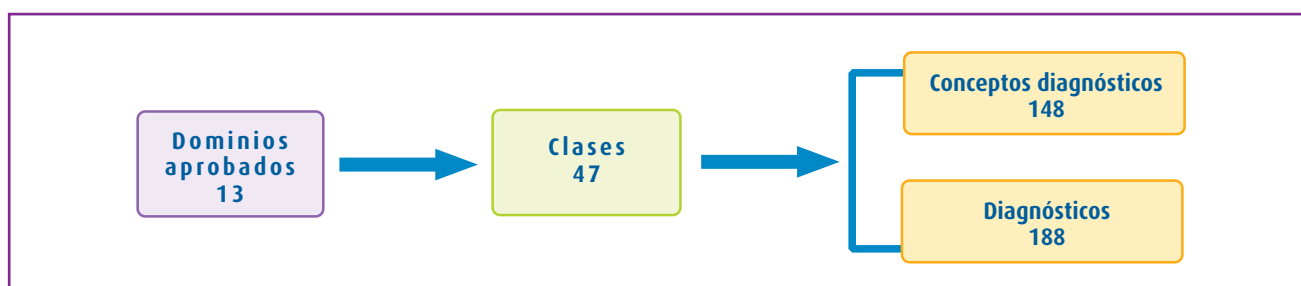 Dominios
aprobados
13
Clases
47
Conceptos diagnósticos
148
Diagnósticos
188